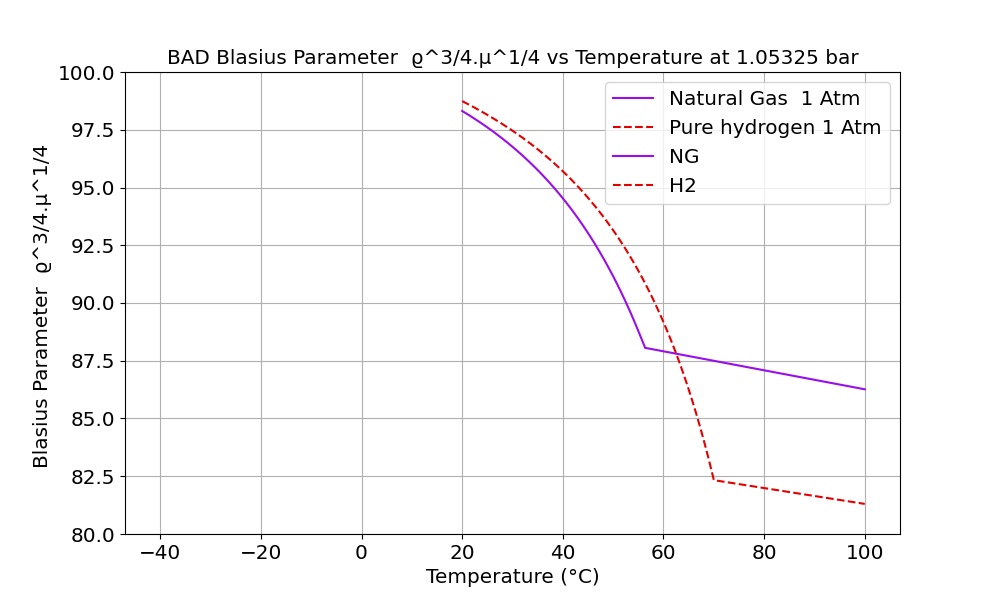 BAD Blasius Parameter  ϱ^3/4.μ^1/4 vs Temperature at 1.05325 bar
Blasius Parameter  ϱ^3/4.μ^1/4
100.0
97.5
95.0
92.5
90.0
87.5
85.0
82.5
80.0
Natural Gas  1 Atm
Pure hydrogen 1 Atm
NG
H2
−40 −20 0 20 40 60 80 100
Temperature (°C)